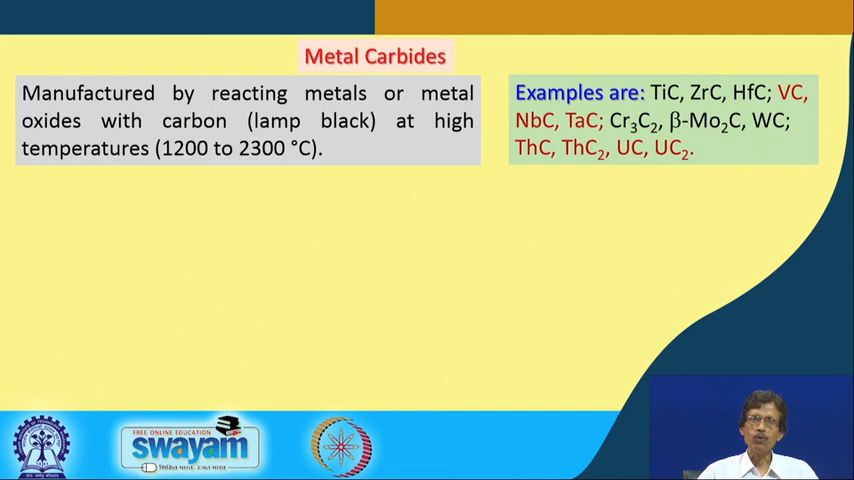 Metal Carbides
Manufactured by reacting metals or metal
oxides with carbon (lamp black) at high
temperatures (1200 to 2300 °C).
Examples are: TiC, ZrC, HfC; VC,
NbC, TaC; Cr₃C₂, β-Mo₂C, WC;
ThC, ThC₂, UC, UC₂.
FREE ONLINE EDUCATION
swayam